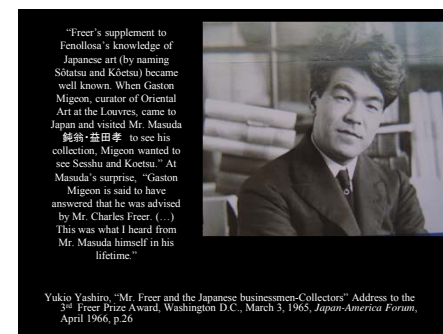 “Freer’s supplement to
Fenollosa’s knowledge of
Japanese art (by naming
Sôtatsu and Kôetsu) became
well known. When Gaston
Migeon, curator of Oriental
Art at the Louvres, came to
Japan and visited Mr. Masuda
鈍翁・益田孝 to see his
collection, Migeon wanted to
see Sesshu and Koetsu.” At
Masuda’s surprise, “Gaston
Migeon is said to have
answered that he was advised
by Mr. Charles Freer. (…)
This was what I heard from
Mr. Masuda himself in his
lifetime.”
Yukio Yashiro, “Mr. Freer and the Japanese businessmen-Collectors” Address to the
3rd Freer Prize Award, Washington D.C., March 3, 1965, Japan-America Forum,
April 1966, p.26